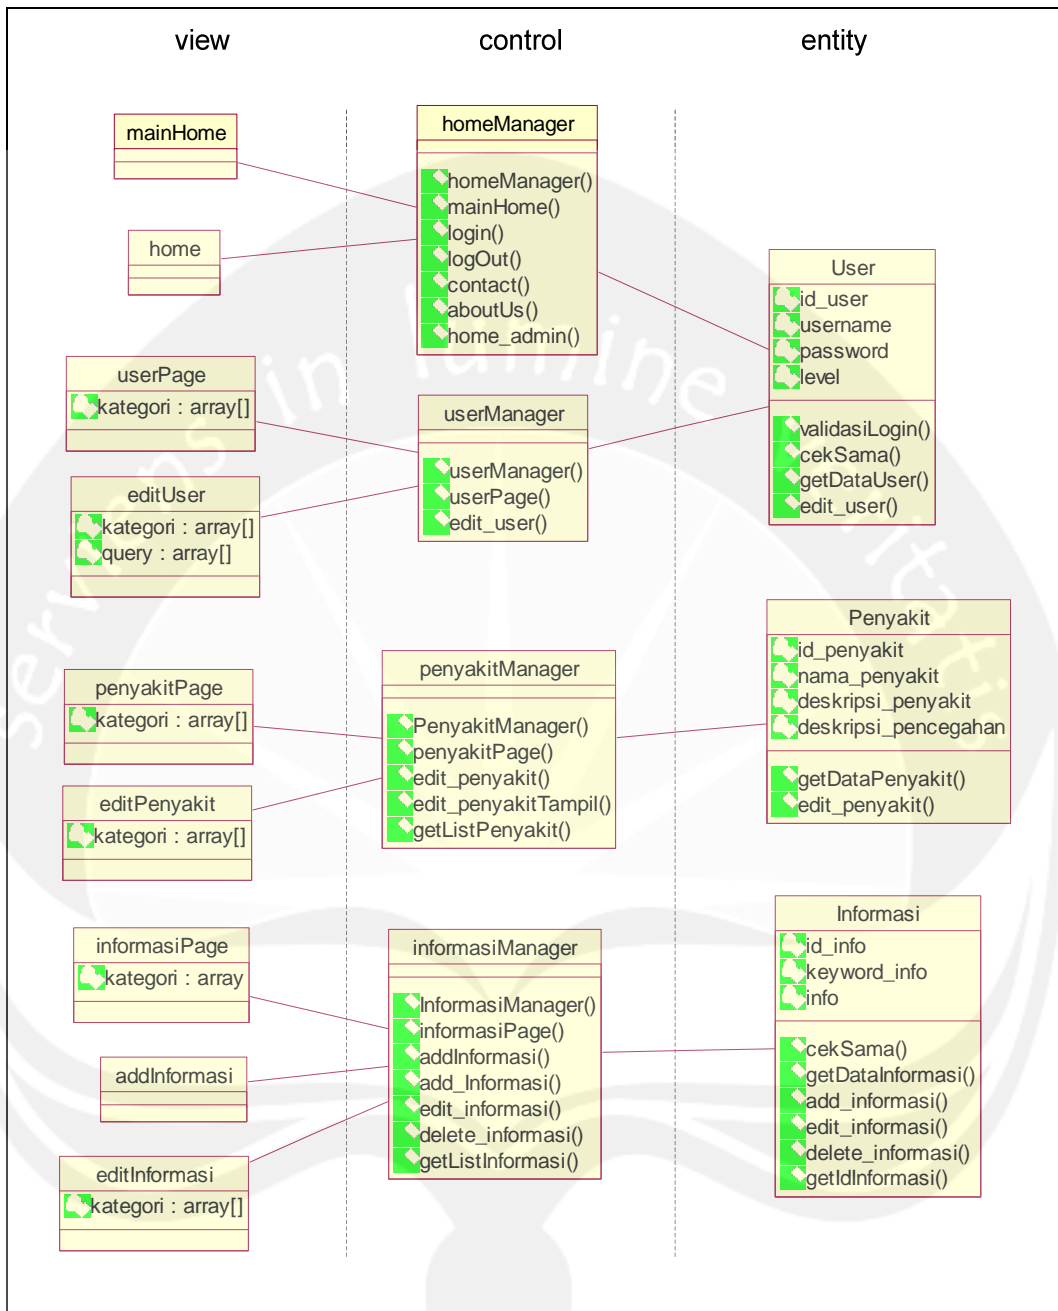 view
control
entity
mainHome
homeManager
homeManager()
mainHome()
login()
logOut()
contact()
aboutUs()
home_admin()
home
User
id_user
username
password
level
validasiLogin()
cekSama()
getDataUser()
edit_user()
userPage
kategori : array[]
userManager
userManager()
userPage()
edit_user()
editUser
kategori : array[]
query : array[]
penyakitPage
kategori : array[]
penyakitManager
PenyakitManager()
penyakitPage()
edit_penyakit()
edit_penyakitTampil()
getListPenyakit()
Penyakit
id_penyakit
nama_penyakit
deskripsi_penyakit
deskripsi_pencegahan
getDataPenyakit()
edit_penyakit()
editPenyakit
kategori : array[]
informasiPage
kategori : array
informasiManager
InformasiManager()
informasiPage()
addInformasi()
add_Informasi()
edit_informasi()
delete_informasi()
getListInformasi()
Informasi
id_info
keyword_info
info
cekSama()
getDataInformasi()
add_informasi()
edit_informasi()
delete_informasi()
getIdInformasi()
addInformasi
editInformasi
kategori : array[]
serviens in lumine veritatis